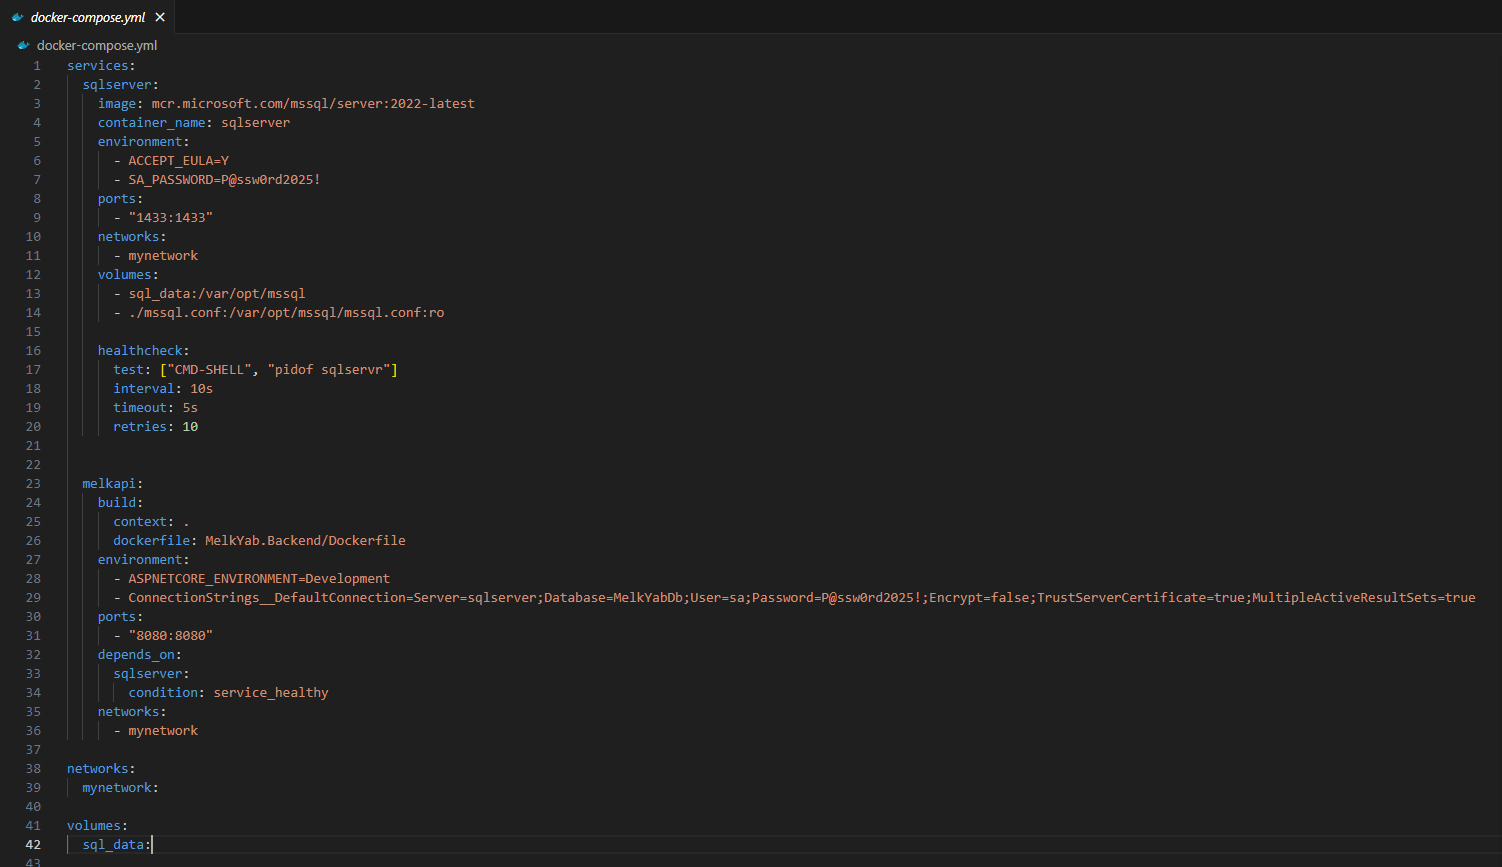 docker-compose.yml
docker-compose.yml
1 services:
2   sqlserver:
3     image: mcr.microsoft.com/mssql/server:2022-latest
4     container_name: sqlserver
5     environment:
6       - ACCEPT_EULA=Y
7       - SA_PASSWORD=P@ssw0rd2025!
8     ports:
9       - "1433:1433"
10     networks:
11       - mynetwork
12     volumes:
13       - sql_data:/var/opt/mssql
14       - ./mssql.conf:/var/opt/mssql/mssql.conf:ro
15
16     healthcheck:
17       test: ["CMD-SHELL", "pidof sqlservr"]
18       interval: 10s
19       timeout: 5s
20       retries: 10
21
22
23   melkapi:
24     build:
25       context: .
26       dockerfile: MelkYab.Backend/Dockerfile
27     environment:
28       - ASPNETCORE_ENVIRONMENT=Development
29       - ConnectionStrings__DefaultConnection=Server=sqlserver;Database=MelkYabDb;User=sa;Password=P@ssw0rd2025!;Encrypt=false;TrustServerCertificate=true;MultipleActiveResultSets=true
30     ports:
31       - "8080:8080"
32     depends_on:
33       sqlserver:
34         condition: service_healthy
35     networks:
36       - mynetwork
37
38 networks:
39   mynetwork:
40
41 volumes:
42   sql_data:
43